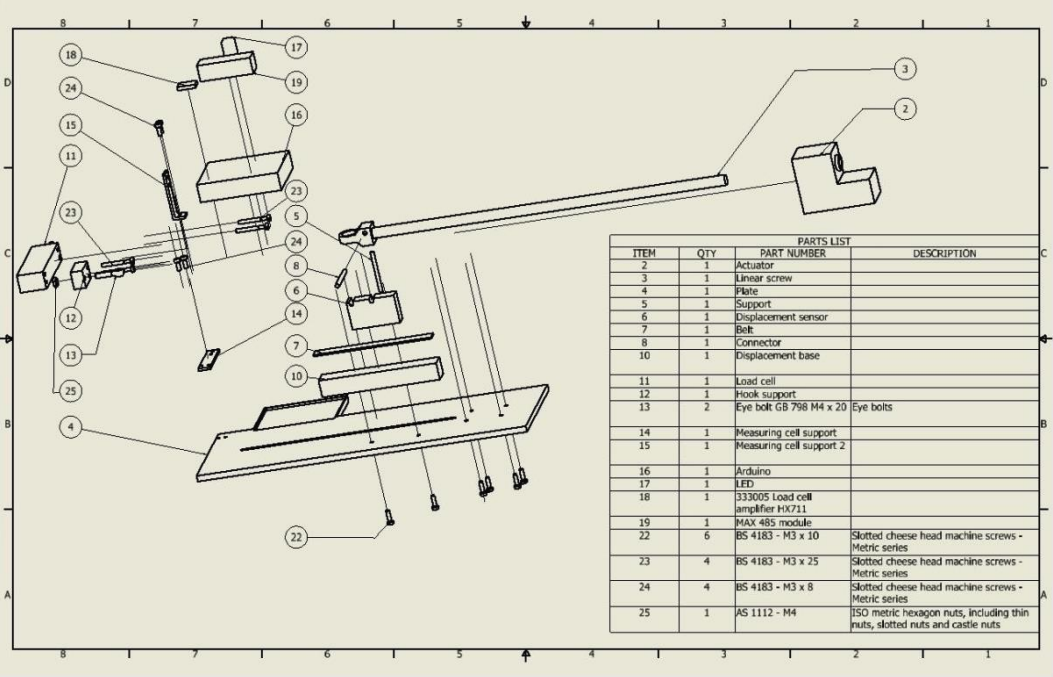 8 7 6 5 4 3 2 1
D D
C C
B B
A A
18
17
24
19
15
16
11
23
23
5
24
8
12
6
14
13
7
25
10
4
22
3
2
PARTS LIST
ITEM QTY PART NUMBER DESCRIPTION
2 1 Actuator
3 1 Linear screw
4 1 Plate
5 1 Support
6 1 Displacement sensor
7 1 Belt
8 1 Connector
10 1 Displacement base
11 1 Load cell
12 1 Hook support
13 2 Eye bolt GB 798 M4 x 20 Eye bolts
14 1 Measuring cell support
15 1 Measuring cell support 2
16 1 Arduino
17 1 LED
18 1 333005 Load cell
amplifier HX711
19 1 MAX 485 module
22 6 BS 4183 - M3 x 10 Slotted cheese head machine screws -
Metric series
23 4 BS 4183 - M3 x 25 Slotted cheese head machine screws -
Metric series
24 4 BS 4183 - M3 x 8 Slotted cheese head machine screws -
Metric series
25 1 AS 1112 - M4 ISO metric hexagon nuts, including thin
nuts, slotted nuts and castle nuts
8 7 6 5 4 3 2 1